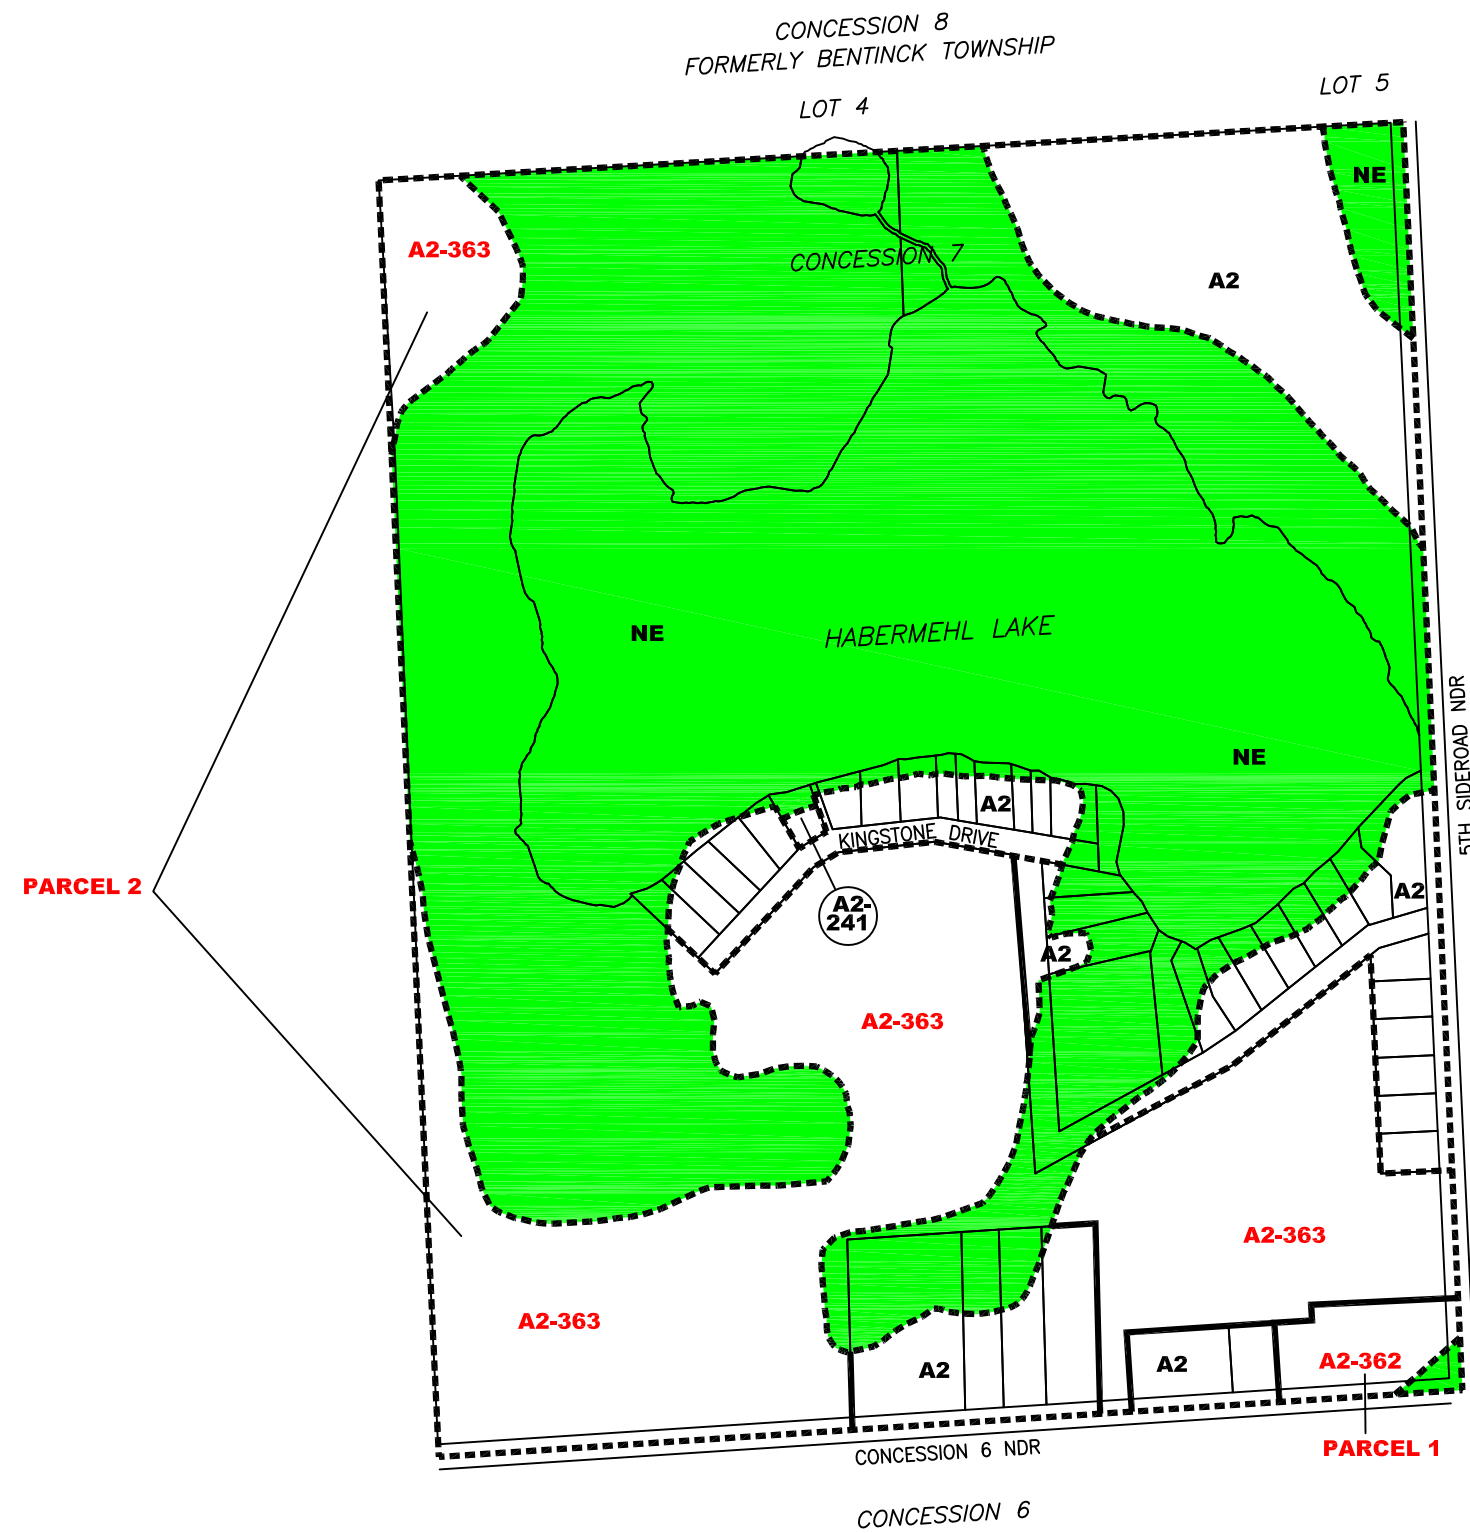 CONCESSION 8
FORMERLY BENTINCK TOWNSHIP
LOT 4
LOT 5
NE
A2-363
CONCESSION 7
A2
NE
HABERMEHL LAKE
5TH SIDEROAD NDR
NE
A2
KINGSTONE DRIVE
PARCEL 2
A2-
241
A2
A2
A2-363
A2-363
A2-363
A2-362
A2
A2
PARCEL 1
CONCESSION 6 NDR
CONCESSION 6